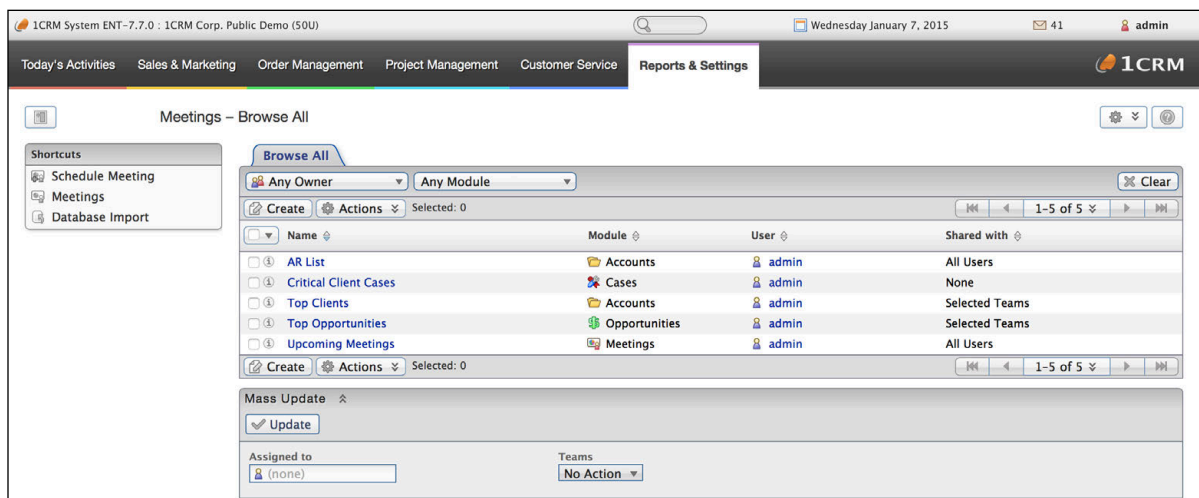 1CRM System ENT-7.7.0 : 1CRM Corp. Public Demo (50U) Wednesday January 7, 2015 41 admin
Today's Activities Sales & Marketing Order Management Project Management Customer Service Reports & Settings 1CRM
Meetings – Browse All
Shortcuts
Schedule Meeting
Meetings
Database Import
Browse All
Any Owner Any Module Clear
Create Actions Selected: 0 1-5 of 5
Name Module User Shared with
AR List Accounts admin All Users
Critical Client Cases Cases admin None
Top Clients Accounts admin Selected Teams
Top Opportunities Opportunities admin Selected Teams
Upcoming Meetings Meetings admin All Users
Create Actions Selected: 0 1-5 of 5
Mass Update
Update
Assigned to Teams
(none) No Action